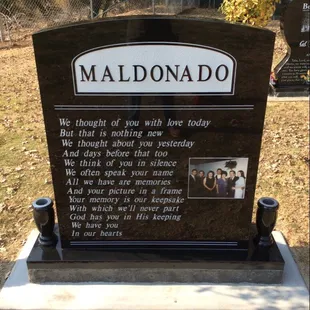 MALDONADO
We thought of you with love today
But that is nothing new
We thought about you yesterday
And days before that too
We think of you in silence
We often speak your name
All we have are memories
And your picture in a frame
Your memory is our keepsake
With which we'll never part
God has you in His keeping
We have you
In our hearts